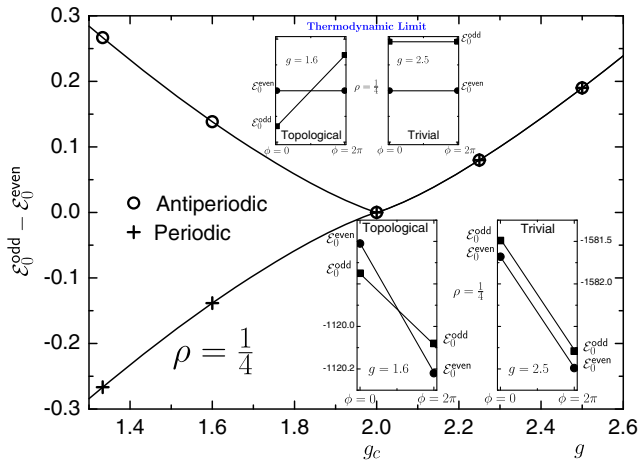 Thermodynamic Limit
0.3
0.2
0.1
0.0
-0.1
-0.2
-0.3
ℰ₀^odd − ℰ₀^even
g = 1.6
ℰ₀^even
ℰ₀^odd
Topological
ϕ = 0
ϕ = 2π
ρ = 1/4
ℰ₀^odd
g = 2.5
ℰ₀^even
Trivial
ϕ = 0
ϕ = 2π
Antiperiodic
Periodic
ρ = 1/4
Topological
ℰ₀^even
ℰ₀^odd
-1120.0
-1120.2
ℰ₀^odd
ℰ₀^even
g = 1.6
ϕ = 0
ϕ = 2π
ρ = 1/4
Trivial
ℰ₀^odd
ℰ₀^even
-1581.5
-1582.0
ℰ₀^odd
ℰ₀^even
g = 2.5
ϕ = 0
ϕ = 2π
1.4 1.6 1.8 2.0 2.2 2.4 2.6
g_c g